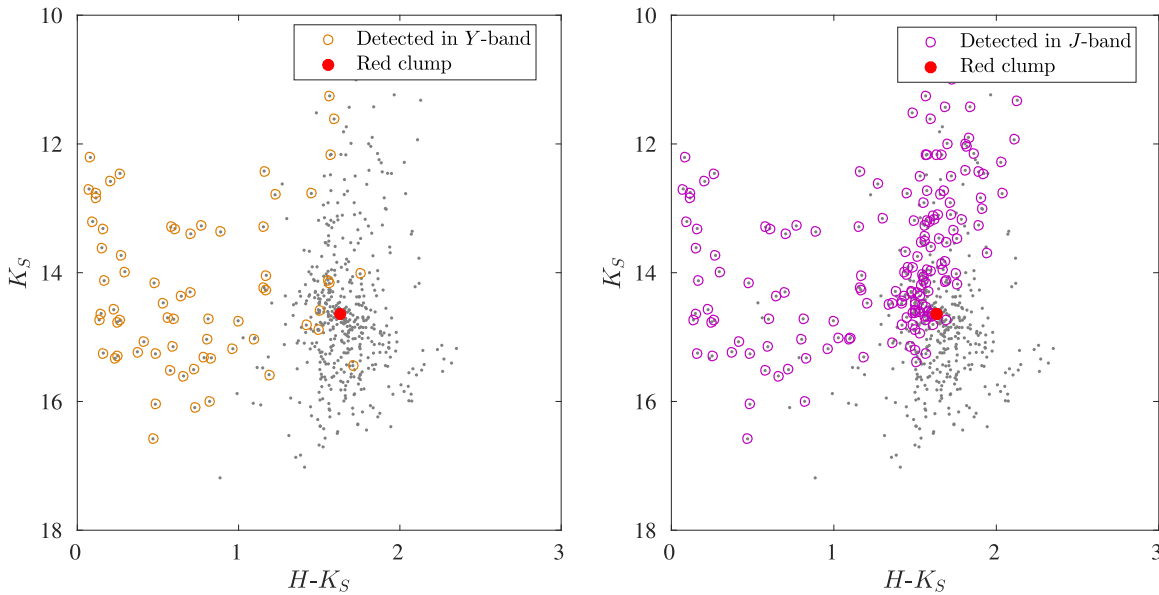 10
12
14
16
18
0
1
2
3
K_S
H-K_S
Detected in Y-band
Red clump
10
12
14
16
18
0
1
2
3
K_S
H-K_S
Detected in J-band
Red clump